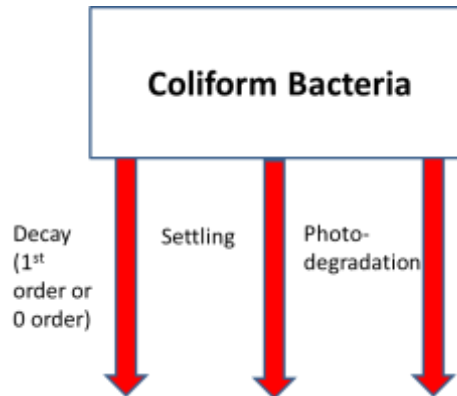 Coliform Bacteria
Decay
(1st
order or
0 order)
Settling
Photo-
degradation